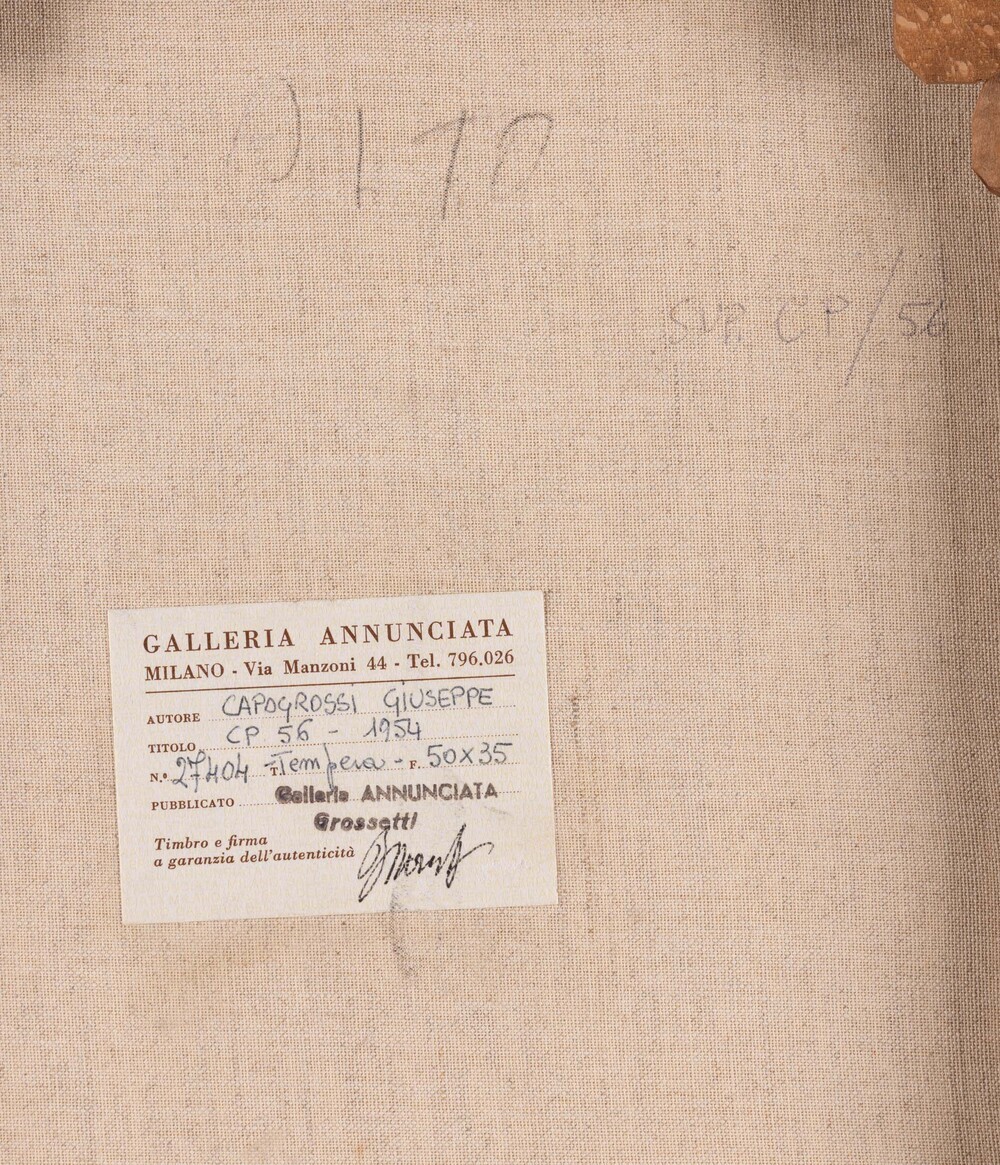 SUP. CP/56
GALLERIA ANNUNCIATA
MILANO - Via Manzoni 44 - Tel. 796.026
AUTORE CAPOGROSSI GIUSEPPE
TITOLO CP 56 - 1954
N.º 27404 T. Tempera - F. 50x35
PUBBLICATO Galleria ANNUNCIATA
Grossetti
Timbro e firma
a garanzia dell'autenticità